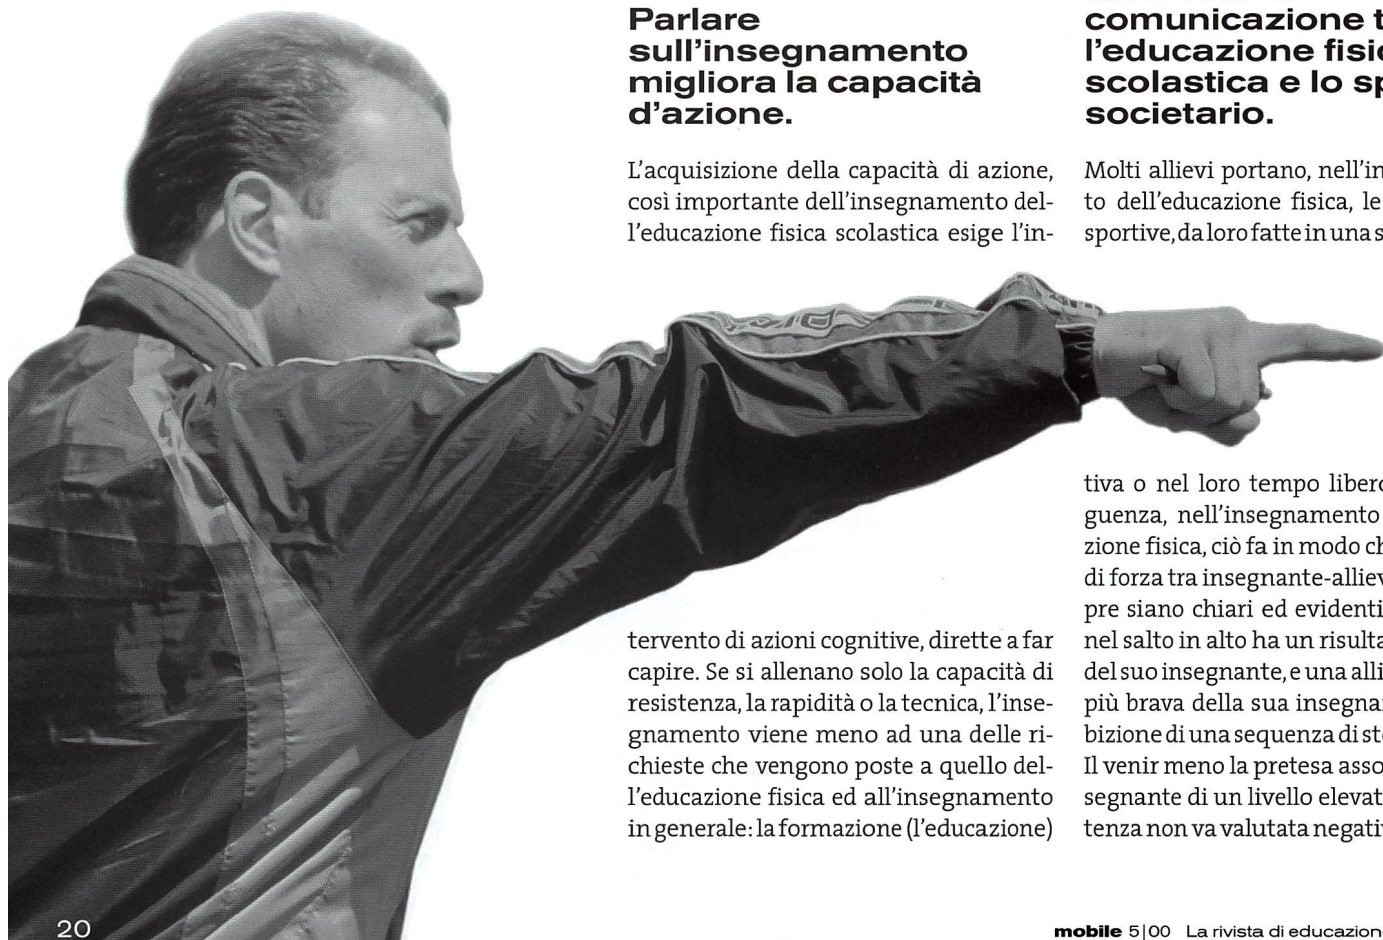 Parlare
sull'insegnamento
migliora la capacità
d'azione.
L'acquisizione della capacità di azione,
così importante dell'insegnamento del-
l'educazione fisica scolastica esige l'in-
tervento di azioni cognitive, dirette a far
capire. Se si allenano solo la capacità di
resistenza, la rapidità o la tecnica, l'inse-
gnamento viene meno ad una delle ri-
chieste che vengono poste a quello del-
l'educazione fisica ed all'insegnamento
in generale: la formazione (l'educazione)
comunicazione t
l'educazione fisic
scolastica e lo sp
societario.
Molti allievi portano, nell'in
to dell'educazione fisica, le
sportive, da loro fatte in una s
tiva o nel loro tempo libero
guenza, nell'insegnamento
zione fisica, ciò fa in modo ch
di forza tra insegnante-alliev
pre siano chiari ed evidenti
nel salto in alto ha un risulta
del suo insegnante, e una alli
più brava della sua insegnan
bizione di una sequenza di ste
Il venir meno la pretesa asso
segnante di un livello elevat
tenza non va valutata negativ
20
mobile 5|00 La rivista di educazion